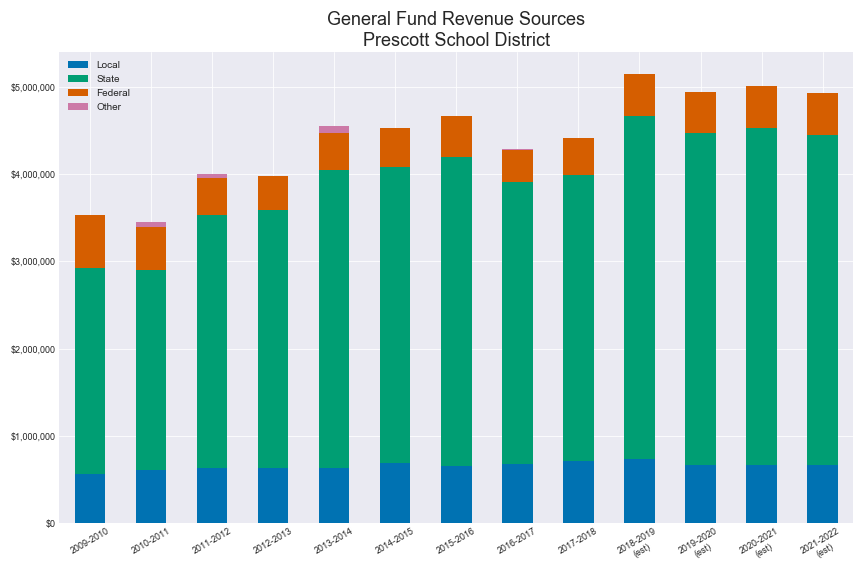 General Fund Revenue Sources
Prescott School District
Local
State
Federal
Other
$5,000,000
$4,000,000
$3,000,000
$2,000,000
$1,000,000
$0
2009-2010
2010-2011
2011-2012
2012-2013
2013-2014
2014-2015
2015-2016
2016-2017
2017-2018
2018-2019
(est)
2019-2020
(est)
2020-2021
(est)
2021-2022
(est)